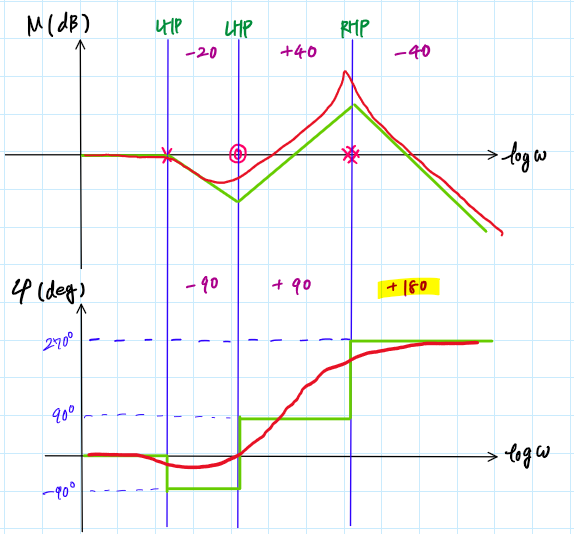 M(dB)
LHP LHP RHP
-20 +40 -40
log ω
φ(deg)
-90 +90 +180
270°
90°
log ω
-90°